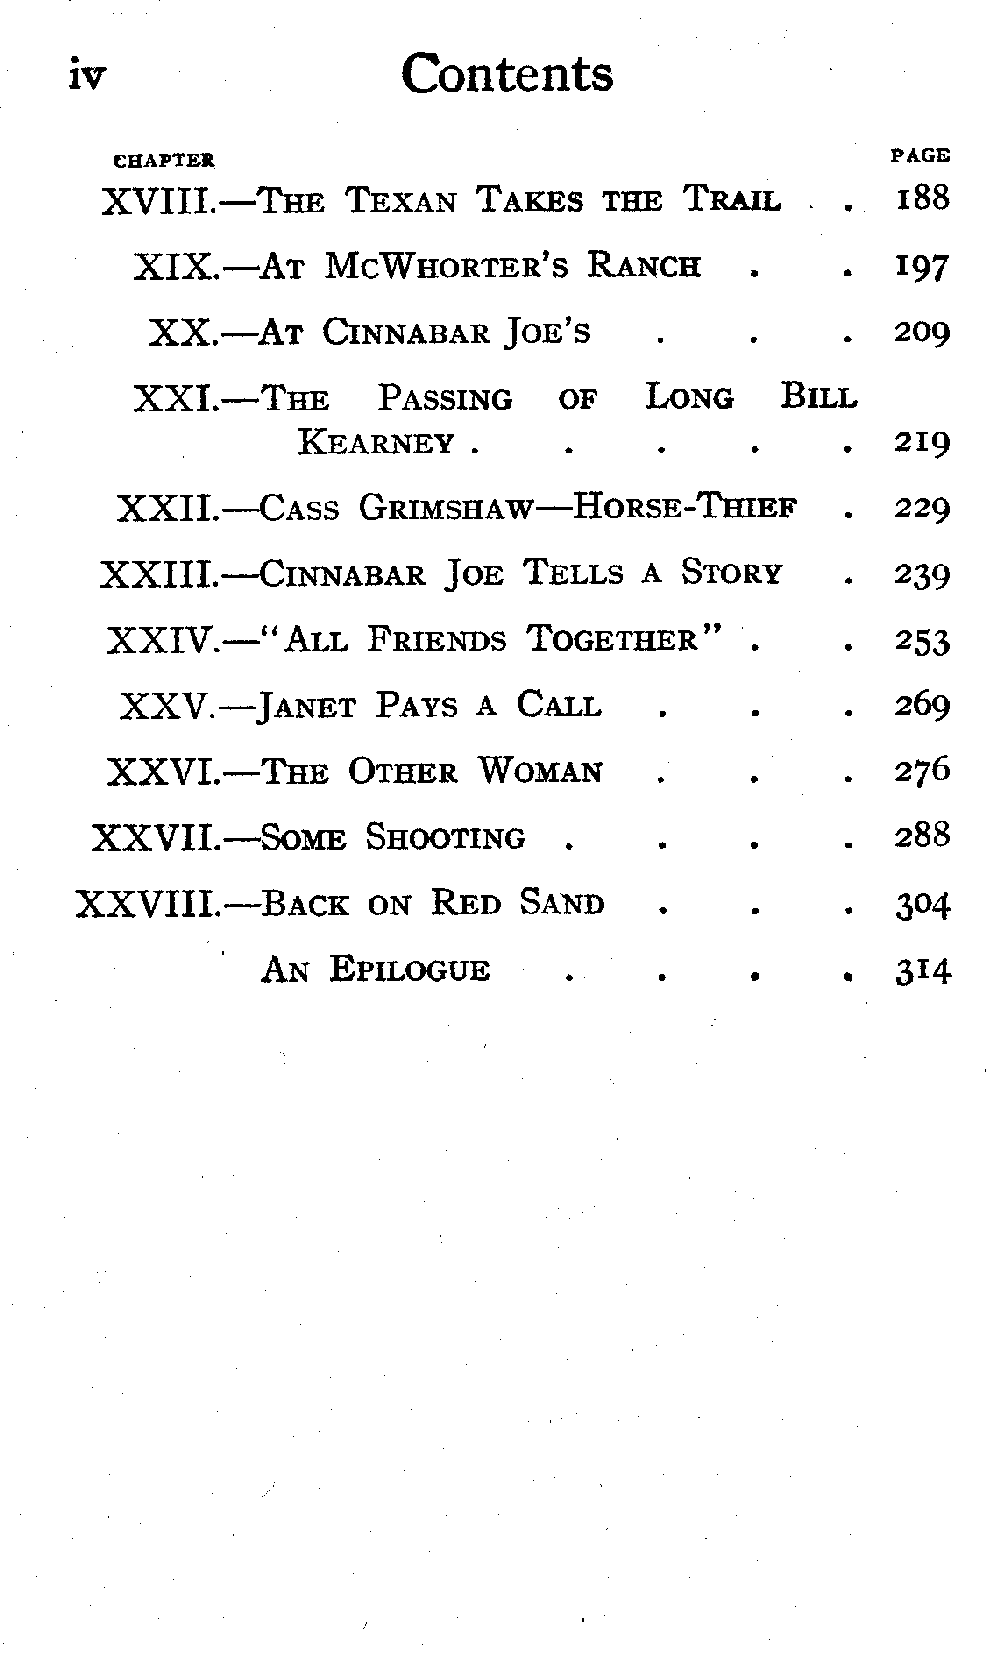 iv Contents
CHAPTER PAGE
XVIII.—The Texan Takes the Trail . . 188
XIX.—At McWhorter's Ranch . . 197
XX.—At Cinnabar Joe's . . . 209
XXI.—The Passing of Long Bill
Kearney . . . . . 219
XXII.—Cass Grimshaw—Horse-Thief . 229
XXIII.—Cinnabar Joe Tells a Story . 239
XXIV.—"All Friends Together" . . 253
XXV.—Janet Pays a Call . . . 269
XXVI.—The Other Woman . . . 276
XXVII.—Some Shooting . . . . 288
XXVIII.—Back on Red Sand . . . 304
An Epilogue . . . . 314